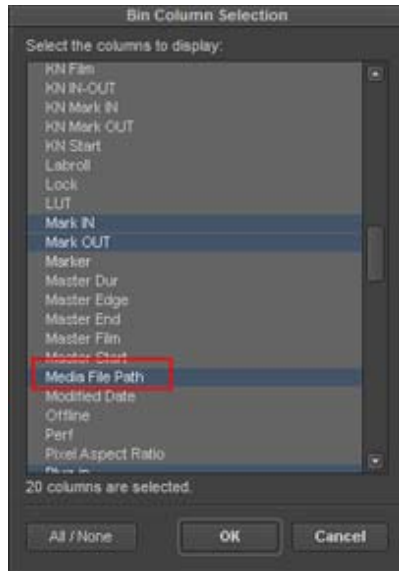 Bin Column Selection
Select the columns to display:
KN Film
KN IN-OUT
KN Mark IN
KN Mark OUT
KN Start
Labroll
Lock
LUT
Mark IN
Mark OUT
Marker
Master Dur
Master Edge
Master End
Master Film
Master Start
Media File Path
Modified Date
Offline
Perf
Pixel Aspect Ratio
Plug-in
20 columns are selected.
All / None
OK
Cancel